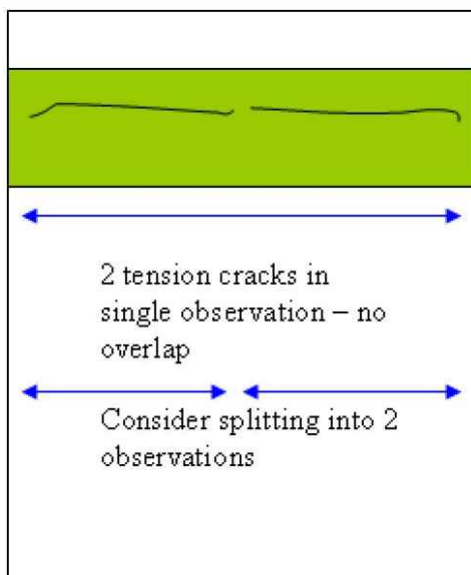 2 tension cracks in
single observation – no
overlap
Consider splitting into 2
observations